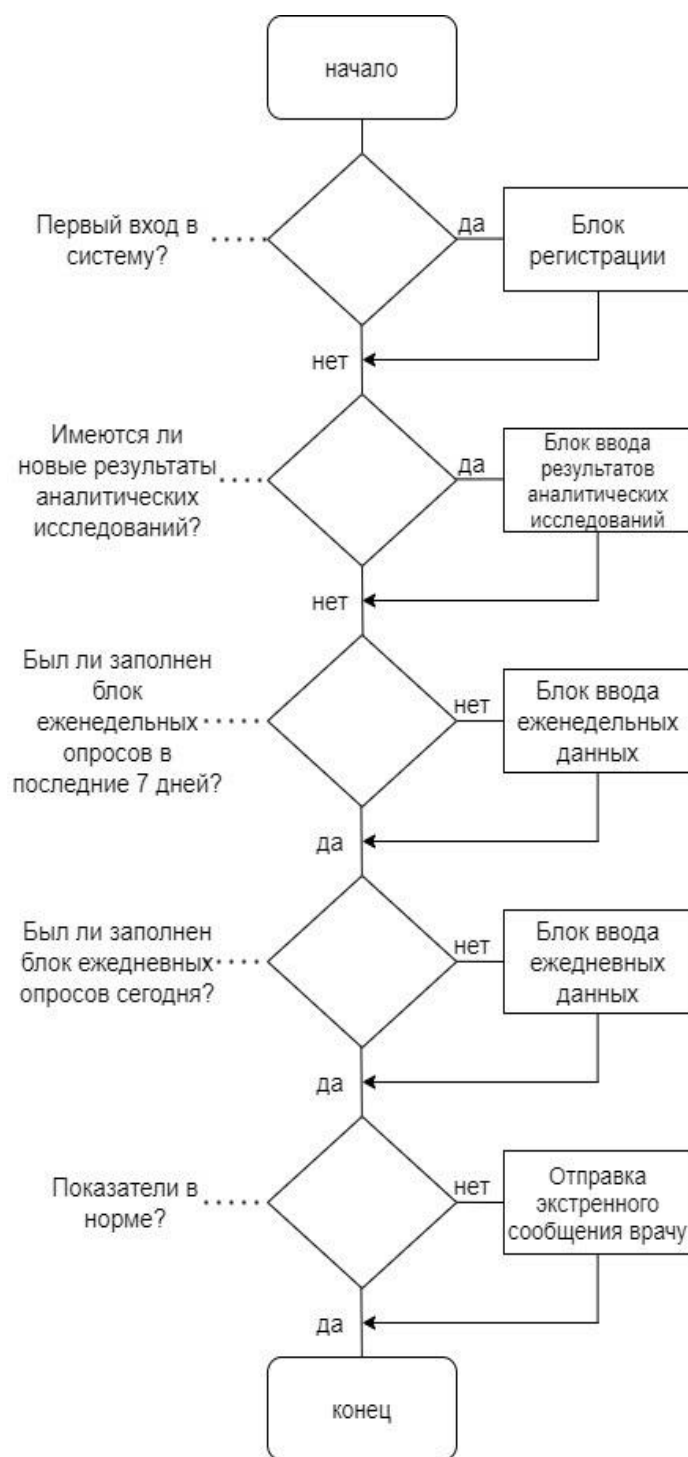 начало
Первый вход в
систему?
да
Блок
регистрации
нет
Имеются ли
новые результаты
аналитических
исследований?
да
Блок ввода
результатов
аналитических
исследований
нет
Был ли заполнен
блок
еженедельных
опросов в
последние 7 дней?
нет
Блок ввода
еженедельных
данных
да
Был ли заполнен
блок ежедневных
опросов сегодня?
нет
Блок ввода
ежедневных
данных
да
Показатели в
норме?
нет
Отправка
экстренного
сообщения врачу
да
конец